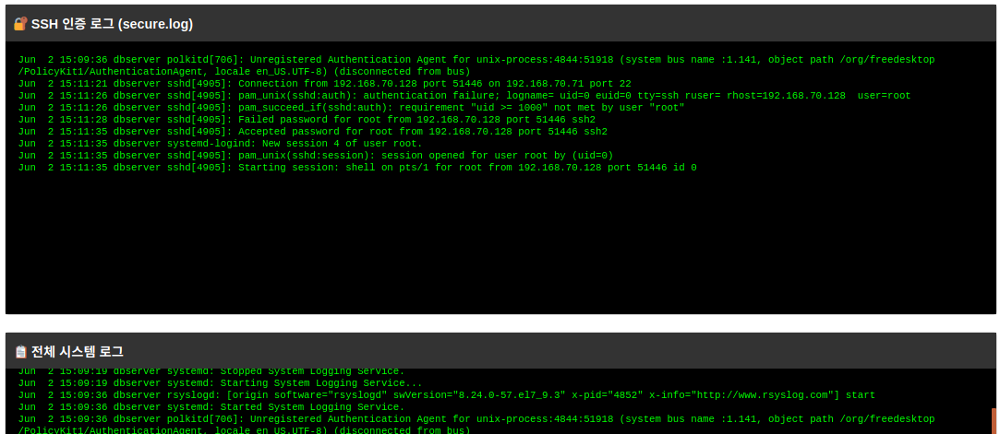 SSH 인증 로그 (secure.log)
Jun  2 15:09:36 dbserver polkitd[706]: Unregistered Authentication Agent for unix-process:4844:51918 (system bus name :1.141, object path /org/freedesktop
/PolicyKit1/AuthenticationAgent, locale en_US.UTF-8) (disconnected from bus)
Jun  2 15:11:21 dbserver sshd[4905]: Connection from 192.168.70.128 port 51446 on 192.168.70.71 port 22
Jun  2 15:11:26 dbserver sshd[4905]: pam_unix(sshd:auth): authentication failure; logname= uid=0 euid=0 tty=ssh ruser= rhost=192.168.70.128  user=root
Jun  2 15:11:26 dbserver sshd[4905]: pam_succeed_if(sshd:auth): requirement "uid >= 1000" not met by user "root"
Jun  2 15:11:28 dbserver sshd[4905]: Failed password for root from 192.168.70.128 port 51446 ssh2
Jun  2 15:11:35 dbserver sshd[4905]: Accepted password for root from 192.168.70.128 port 51446 ssh2
Jun  2 15:11:35 dbserver systemd-logind: New session 4 of user root.
Jun  2 15:11:35 dbserver sshd[4905]: pam_unix(sshd:session): session opened for user root by (uid=0)
Jun  2 15:11:35 dbserver sshd[4905]: Starting session: shell on pts/1 for root from 192.168.70.128 port 51446 id 0
전체 시스템 로그
Jun  2 15:09:19 dbserver systemd: Stopped System Logging Service.
Jun  2 15:09:19 dbserver systemd: Starting System Logging Service...
Jun  2 15:09:36 dbserver rsyslogd: [origin software="rsyslogd" swVersion="8.24.0-57.el7_9.3" x-pid="4852" x-info="http://www.rsyslog.com"] start
Jun  2 15:09:36 dbserver systemd: Started System Logging Service.
Jun  2 15:09:36 dbserver polkitd[706]: Unregistered Authentication Agent for unix-process:4844:51918 (system bus name :1.141, object path /org/freedesktop
/PolicyKit1/AuthenticationAgent, locale en_US.UTF-8) (disconnected from bus)